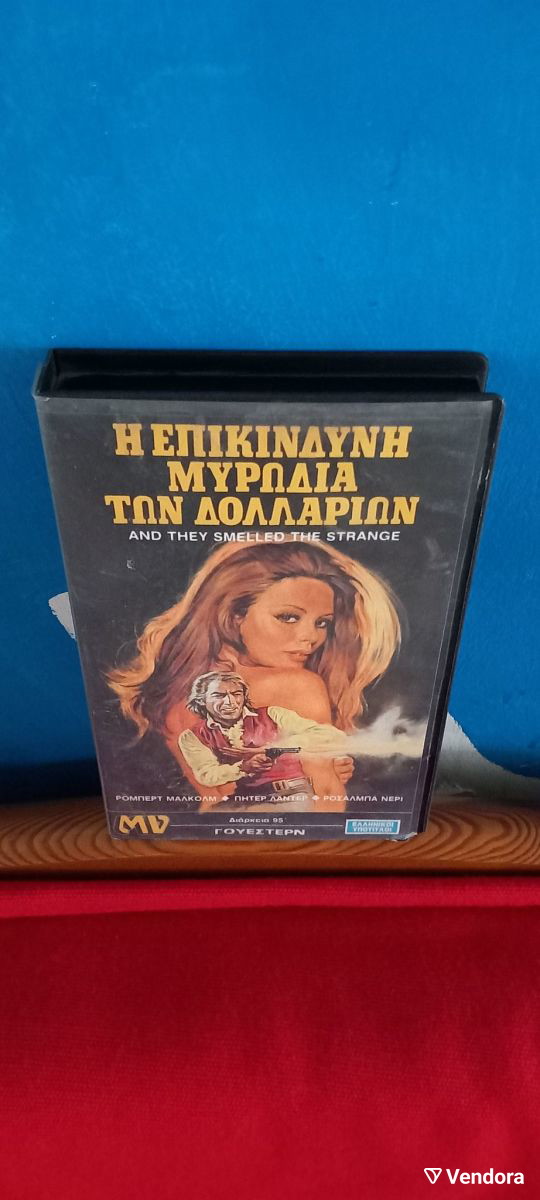 Η ΕΠΙΚΙΝΔΥΝΗ
ΜΥΡΩΔΙΑ
ΤΩΝ ΔΟΛΛΑΡΙΩΝ
AND THEY SMELLED THE STRANGE
ΡΟΜΠΕΡΤ ΜΑΛΚΟΛΜ ◆ ΠΗΤΕΡ ΛΑΝΤΕΡ ◆ ΡΟΣΑΛΜΠΑ ΝΕΡΙ
MV
Διάρκεια 95'
ΓΟΥΕΣΤΕΡΝ
ΕΛΛΗΝΙΚΟΙ
ΥΠΟΤΙΤΛΟΙ
Vendora